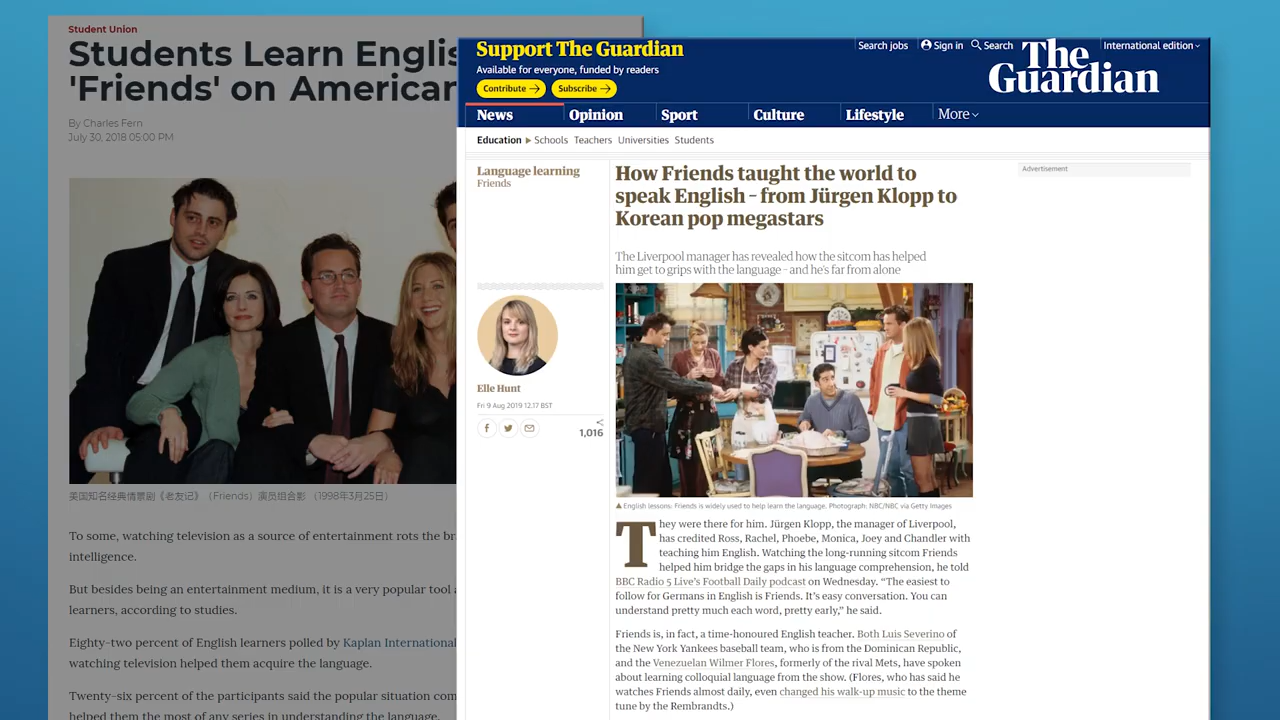 Student Union
Students Learn Englis
'Friends' on American
By Charles Fern
July 30, 2018 05:00 PM
美国知名经典情景剧《老友记》（Friends）演员组合影 （1998年3月25日）
To some, watching television as a source of entertainment rots the bra
intelligence.
But besides being an entertainment medium, it is a very popular tool a
learners, according to studies.
Eighty-two percent of English learners polled by Kaplan International
watching television helped them acquire the language.
Twenty-six percent of the participants said the popular situation com
helped them the most of any series in understanding the language.
Support The Guardian
Available for everyone, funded by readers
Contribute
Subscribe
Search jobs
Sign in
Search
International edition
The
Guardian
News
Opinion
Sport
Culture
Lifestyle
More
Education
Schools
Teachers
Universities
Students
Language learning
Friends
How Friends taught the world to
speak English – from Jürgen Klopp to
Korean pop megastars
Advertisement
The Liverpool manager has revealed how the sitcom has helped
him get to grips with the language – and he's far from alone
Elle Hunt
Fri 9 Aug 2019 12.17 BST
1,016
English lessons: Friends is widely used to help learn the language. Photograph: NBC/NBC via Getty Images
They were there for him. Jürgen Klopp, the manager of Liverpool,
has credited Ross, Rachel, Phoebe, Monica, Joey and Chandler with
teaching him English. Watching the long-running sitcom Friends
helped him bridge the gaps in his language comprehension, he told
BBC Radio 5 Live's Football Daily podcast on Wednesday. “The easiest to
follow for Germans in English is Friends. It's easy conversation. You can
understand pretty much each word, pretty early,” he said.
Friends is, in fact, a time-honoured English teacher. Both Luis Severino of
the New York Yankees baseball team, who is from the Dominican Republic,
and the Venezuelan Wilmer Flores, formerly of the rival Mets, have spoken
about learning colloquial language from the show. (Flores, who has said he
watches Friends almost daily, even changed his walk-up music to the theme
tune by the Rembrandts.)